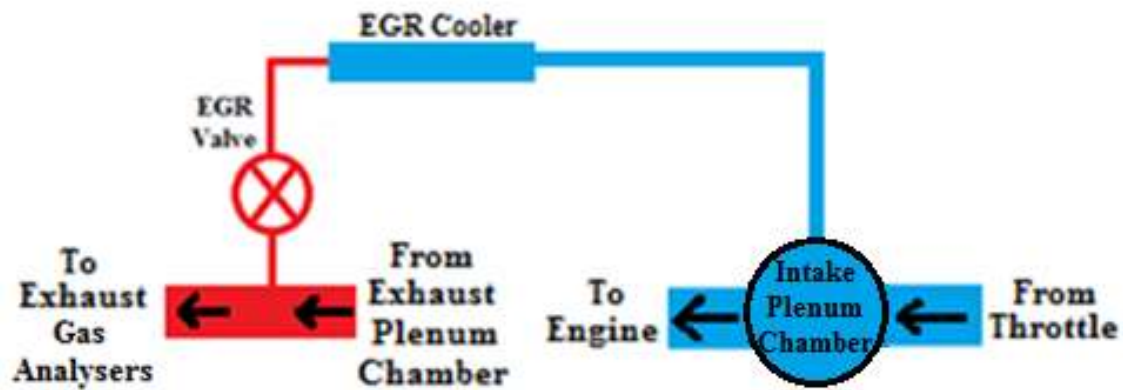 EGR Cooler
EGR
Valve
To
Exhaust
Gas
Analysers
From
Exhaust
Plenum
Chamber
To
Engine
Intake
Plenum
Chamber
From
Throttle